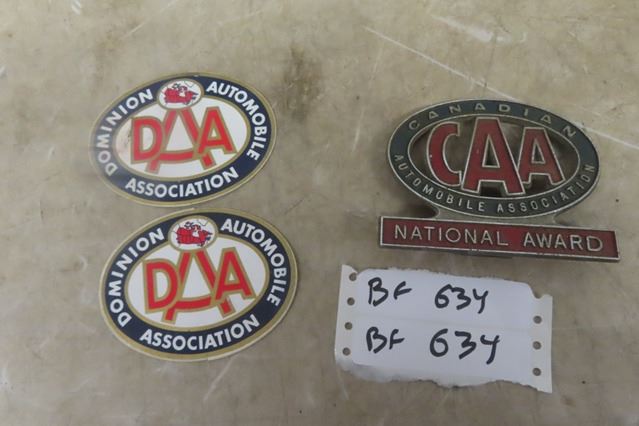 DOMINION AUTOMOBILE ASSOCIATION
DAA
DOMINION AUTOMOBILE ASSOCIATION
DAA
CANADIAN
CAA
AUTOMOBILE ASSOCIATION
NATIONAL AWARD
BF 634
BF 634